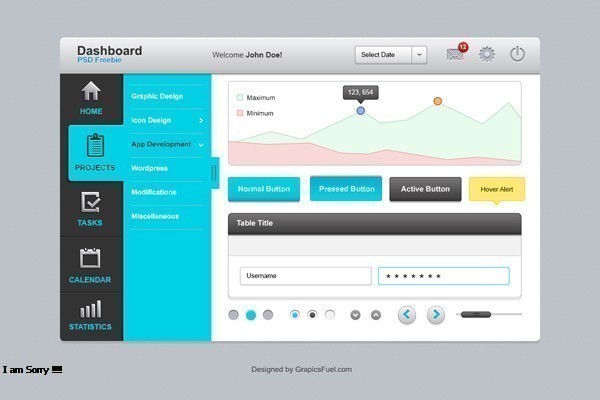 Dashboard
PSD Freebie
Welcome John Doe!
Select Date
12
HOME
PROJECTS
TASKS
CALENDAR
STATISTICS
Graphic Design
Icon Design
App Development
Wordpress
Modifications
Miscellaneous
Maximum
Minimum
123, 654
Normal Button
Pressed Button
Active Button
Hover Alert
Table Title
Username
*******
I am Sorry !!!!
Designed by GrapicsFuel.com